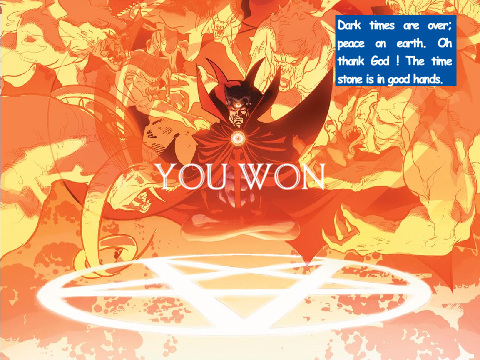 Dark times are over;
peace on earth. Oh
thank God ! The time
stone is in good hands.
YOU WON